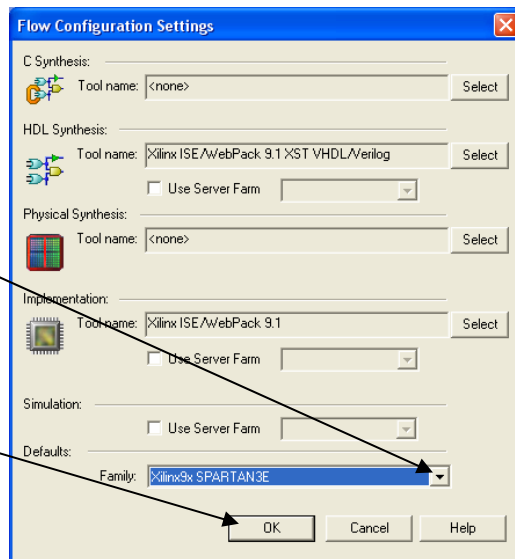 Flow Configuration Settings
C Synthesis:
Tool name: <none> Select
HDL Synthesis:
Tool name: Xilinx ISE/WebPack 9.1 XST VHDL/Verilog Select
Use Server Farm
Physical Synthesis:
Tool name: <none> Select
Implementation:
Tool name: Xilinx ISE/WebPack 9.1 Select
Use Server Farm
Simulation:
Use Server Farm
Defaults:
Family: Xilinx9x SPARTAN3E
OK Cancel Help